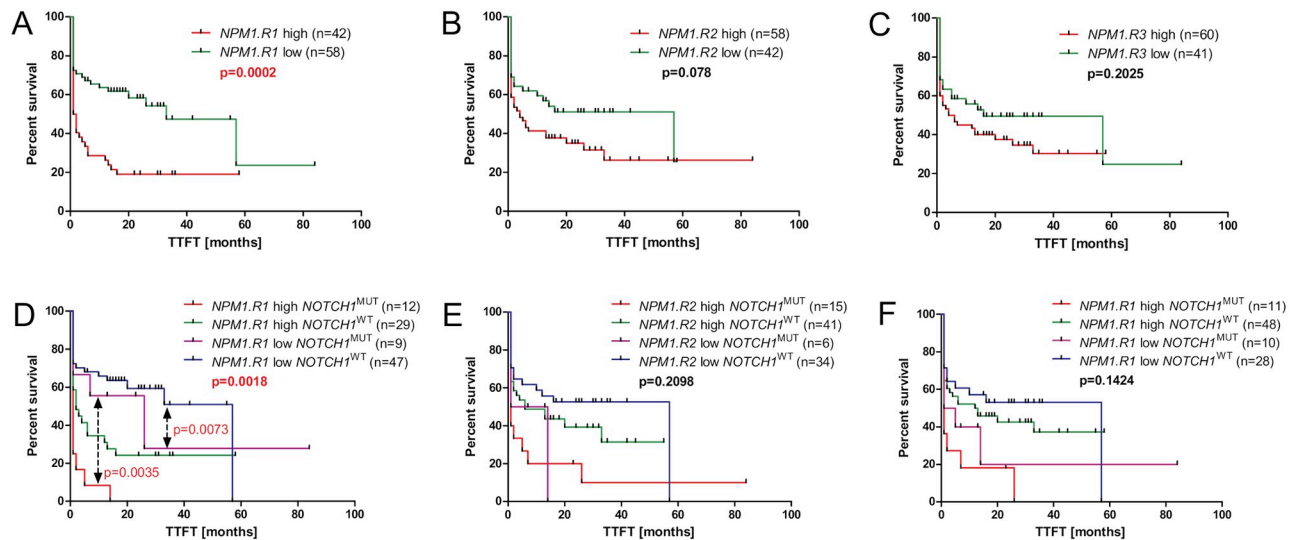 A
Percent survival
100
80
60
40
20
0
0 20 40 60 80 100
TTFT [months]
NPM1.R1 high (n=42)
NPM1.R1 low (n=58)
p=0.0002
B
Percent survival
100
80
60
40
20
0
0 20 40 60 80 100
TTFT [months]
NPM1.R2 high (n=58)
NPM1.R2 low (n=42)
p=0.078
C
Percent survival
100
80
60
40
20
0
0 20 40 60 80 100
TTFT [months]
NPM1.R3 high (n=60)
NPM1.R3 low (n=41)
p=0.2025
D
Percent survival
100
80
60
40
20
0
0 20 40 60 80 100
TTFT [months]
NPM1.R1 high NOTCH1MUT (n=12)
NPM1.R1 high NOTCH1WT (n=29)
NPM1.R1 low NOTCH1MUT (n=9)
NPM1.R1 low NOTCH1WT (n=47)
p=0.0018
p=0.0073
p=0.0035
E
Percent survival
100
80
60
40
20
0
0 20 40 60 80 100
TTFT [months]
NPM1.R2 high NOTCH1MUT (n=15)
NPM1.R2 high NOTCH1WT (n=41)
NPM1.R2 low NOTCH1MUT (n=6)
NPM1.R2 low NOTCH1WT (n=34)
p=0.2098
F
Percent survival
100
80
60
40
20
0
0 20 40 60 80 100
TTFT [months]
NPM1.R1 high NOTCH1MUT (n=11)
NPM1.R1 high NOTCH1WT (n=48)
NPM1.R1 low NOTCH1MUT (n=10)
NPM1.R1 low NOTCH1WT (n=28)
p=0.1424